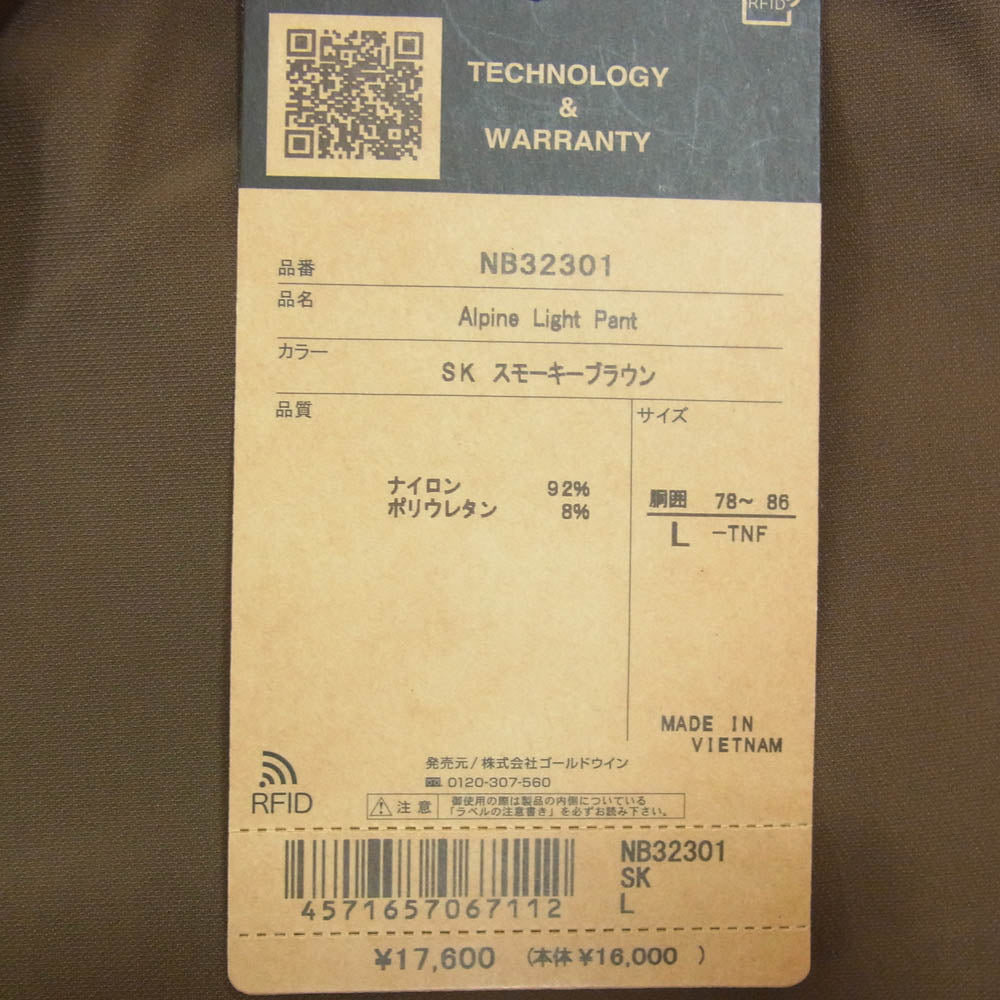 RFID
TECHNOLOGY
&
WARRANTY
品番 NB32301
品名
Alpine Light Pant
カラー
SK スモーキーブラウン
品質
サイズ
ナイロン 92%
ポリウレタン 8%
胴囲 78〜 86
L -TNF
MADE IN
VIETNAM
発売元/株式会社ゴールドウイン
0120-307-560
RFID
注意
御使用の際は製品の内側についている
「ラベルの注意書き」を必ずお読み下さい。
4571657067112
NB32301
SK
L
¥17,600 (本体 ¥16,000 )